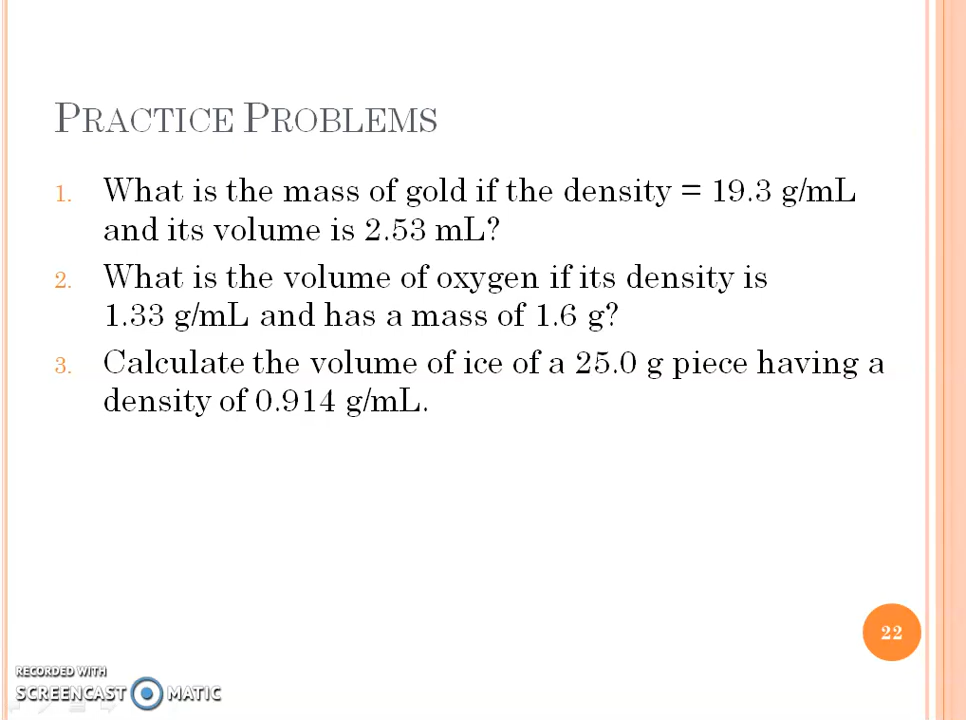 PRACTICE PROBLEMS
1. What is the mass of gold if the density = 19.3 g/mL
and its volume is 2.53 mL?
2. What is the volume of oxygen if its density is
1.33 g/mL and has a mass of 1.6 g?
3. Calculate the volume of ice of a 25.0 g piece having a
density of 0.914 g/mL.
22
RECORDED WITH
SCREENCAST MATIC